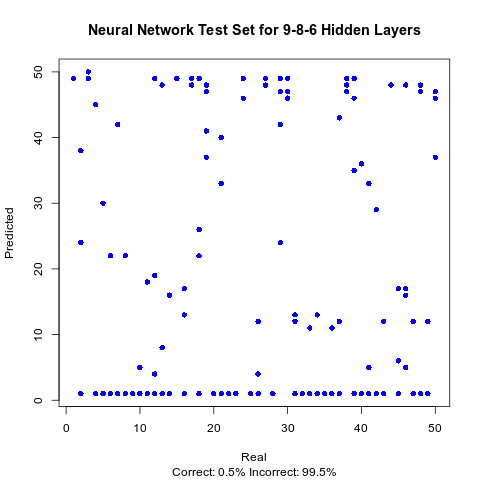 Neural Network Test Set for 9-8-6 Hidden Layers
Predicted
50
40
30
20
10
0
0 10 20 30 40 50
Real
Correct: 0.5% Incorrect: 99.5%